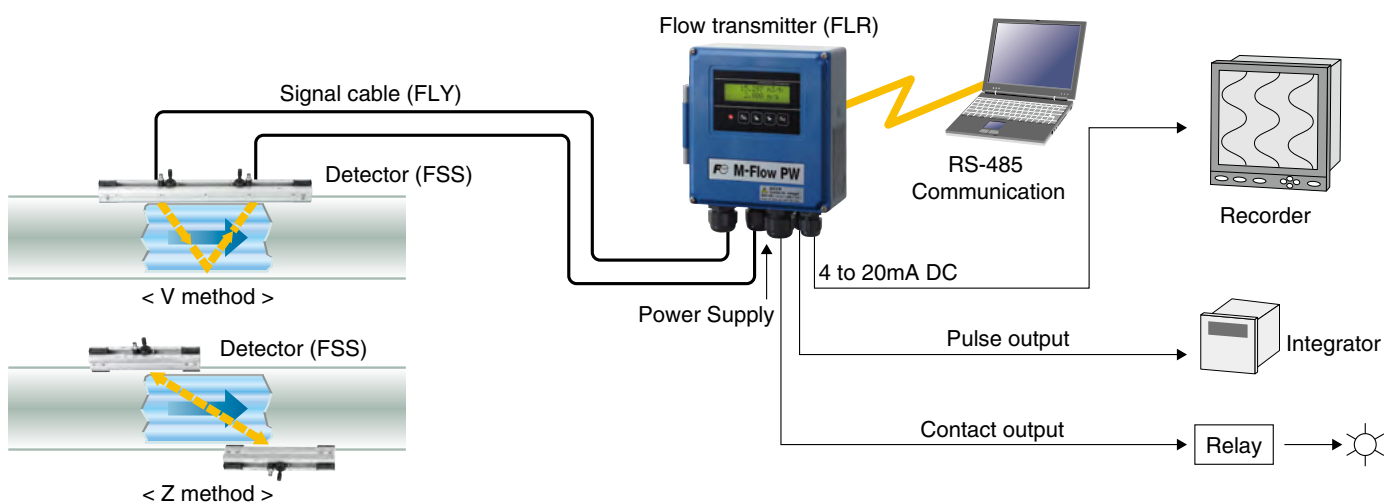 Flow transmitter (FLR)
Signal cable (FLY)
Detector (FSS)
M-Flow PW
RS-485
Communication
Recorder
< V method >
4 to 20mA DC
Power Supply
Detector (FSS)
Pulse output
Integrator
Contact output
Relay
< Z method >